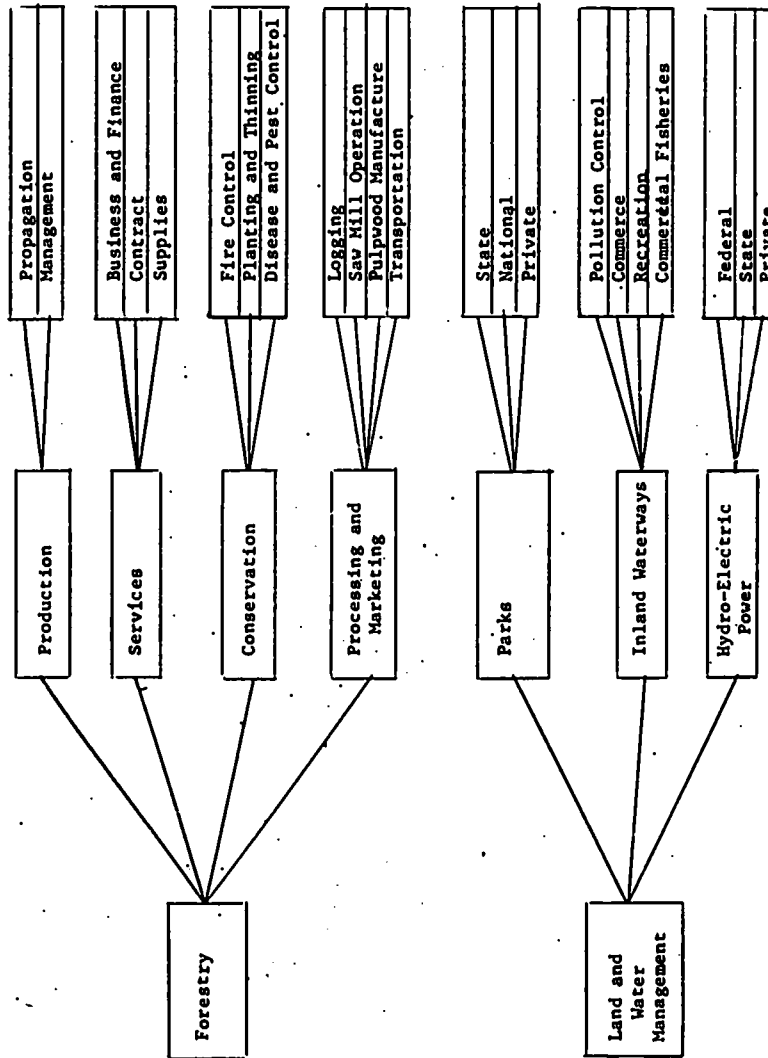 Forestry
Production
Propagation
Management
Services
Business and Finance
Contract
Supplies
Conservation
Fire Control
Planting and Thinning
Disease and Pest Control
Processing and
Marketing
Logging
Saw Mill Operation
Pulpwood Manufacture
Transportation
Land and
Water
Management
Parks
State
National
Private
Inland Waterways
Pollution Control
Commerce
Recreation
Commercial Fisheries
Hydro-Electric
Power
Federal
State
Private